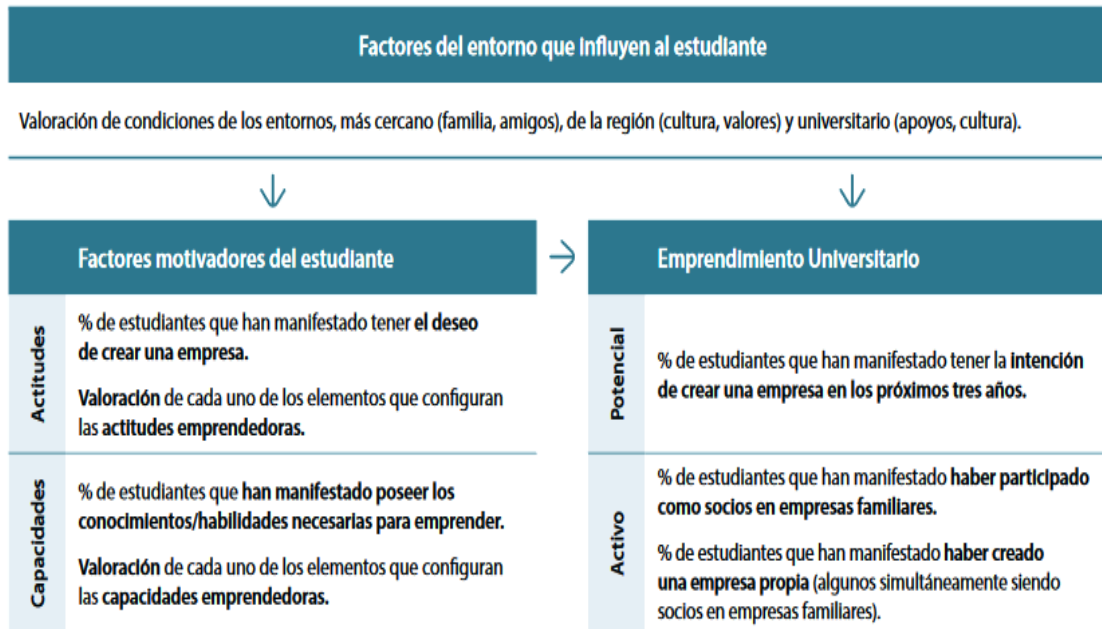 Factores del entorno que influyen al estudiante
Valoración de condiciones de los entornos, más cercano (familia, amigos), de la región (cultura, valores) y universitario (apoyos, cultura).
Factores motivadores del estudiante
Actitudes
% de estudiantes que han manifestado tener el deseo
de crear una empresa.
Valoración de cada uno de los elementos que configuran
las actitudes emprendedoras.
Capacidades
% de estudiantes que han manifestado poseer los
conocimientos/habilidades necesarias para emprender.
Valoración de cada uno de los elementos que configuran
las capacidades emprendedoras.
Emprendimiento Universitario
Potencial
% de estudiantes que han manifestado tener la intención
de crear una empresa en los próximos tres años.
Activo
% de estudiantes que han manifestado haber participado
como socios en empresas familiares.
% de estudiantes que han manifestado haber creado
una empresa propia (algunos simultáneamente siendo
socios en empresas familiares).